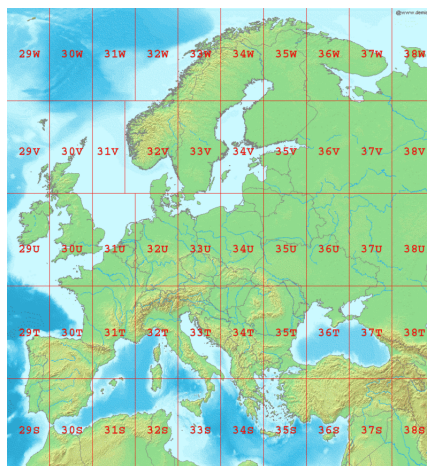 @www.demis
29W 30W 31W 32W 33W 34W 35W 36W 37W 38W
29V 30V 31V 32V 33V 34V 35V 36V 37V 38V
29U 30U 31U 32U 33U 34U 35U 36U 37U 38U
29T 30T 31T 32T 33T 34T 35T 36T 37T 38T
29S 30S 31S 32S 33S 34S 35S 36S 37S 38S